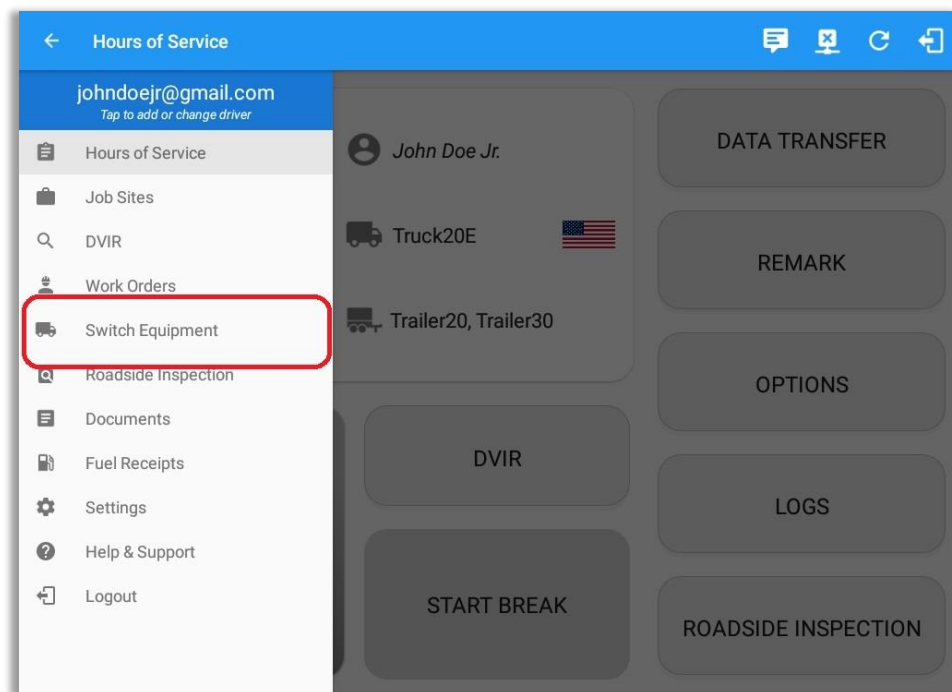 Hours of Service
johndoejr@gmail.com
Tap to add or change driver
Hours of Service
Job Sites
DVIR
Work Orders
Switch Equipment
Roadside Inspection
Documents
Fuel Receipts
Settings
Help & Support
Logout
John Doe Jr.
Truck20E
Trailer20, Trailer30
DVIR
START BREAK
DATA TRANSFER
REMARK
OPTIONS
LOGS
ROADSIDE INSPECTION